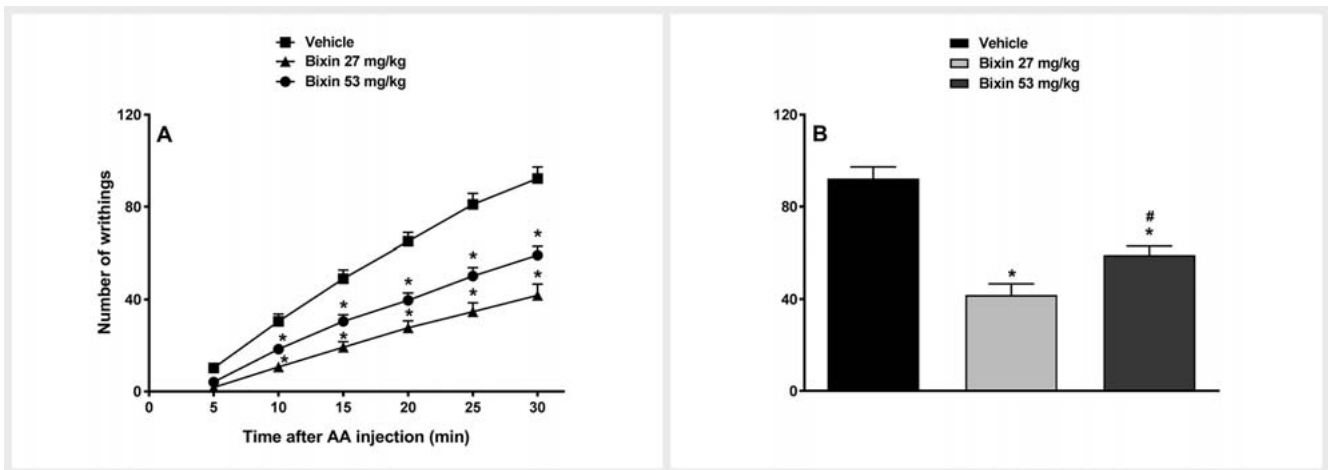 Vehicle
Bixin 27 mg/kg
Bixin 53 mg/kg
A
Number of writhings
120
80
40
0
*
*
*
*
*
*
*
*
*
*
0 5 10 15 20 25 30
Time after AA injection (min)
Vehicle
Bixin 27 mg/kg
Bixin 53 mg/kg
B
120
80
40
0
*
#
*